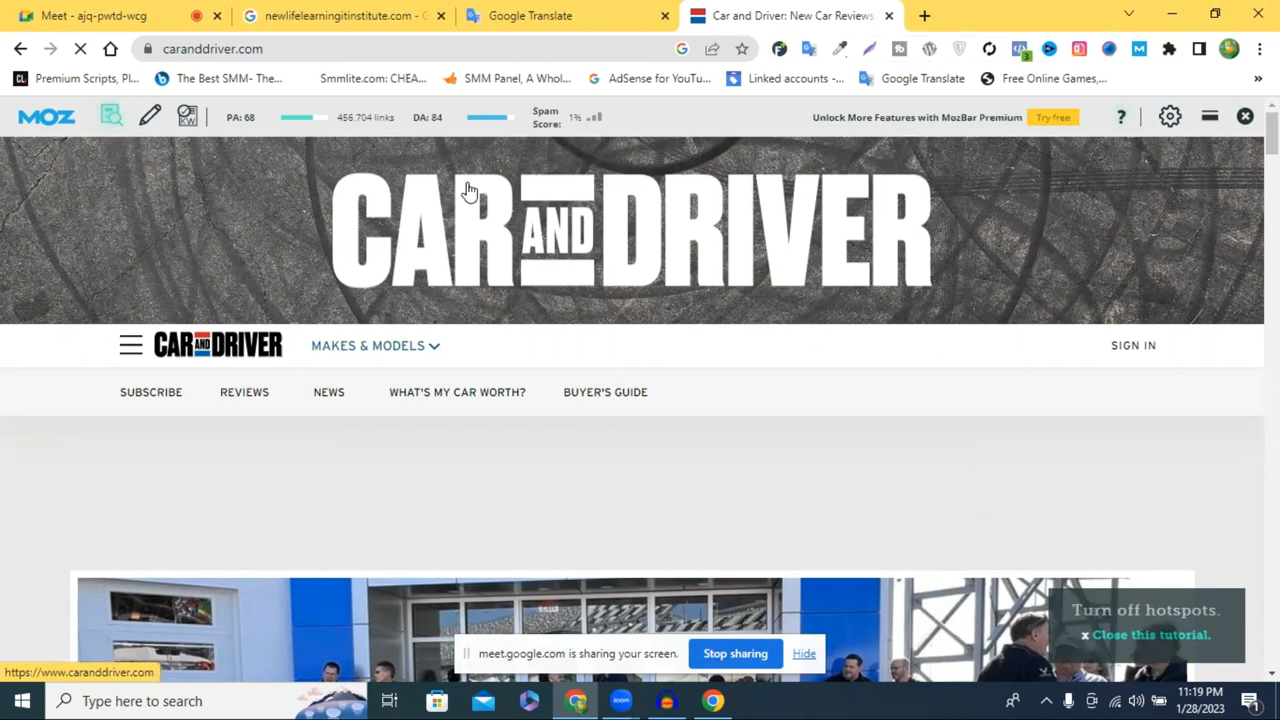 Meet - ajq-pwtd-wcg
newlifelearningitinstitute.com - G
Google Translate
Car and Driver: New Car Reviews
caranddriver.com
Premium Scripts, Pl...
The Best SMM- The...
Smmlite.com: CHEA...
SMM Panel, A Whol...
AdSense for YouTu...
Linked accounts -...
Google Translate
Free Online Games,...
MOZ
PA: 68
456,704 links
DA: 84
Spam
Score:
1%
Unlock More Features with MozBar Premium
Try free
CAR AND DRIVER
CAR AND DRIVER
MAKES & MODELS
SIGN IN
SUBSCRIBE
REVIEWS
NEWS
WHAT'S MY CAR WORTH?
BUYER'S GUIDE
EXIT
Turn off hotspots.
x Close this tutorial.
meet.google.com is sharing your screen.
Stop sharing
Hide
https://www.caranddriver.com
Type here to search
zoom
11:19 PM
1/28/2023